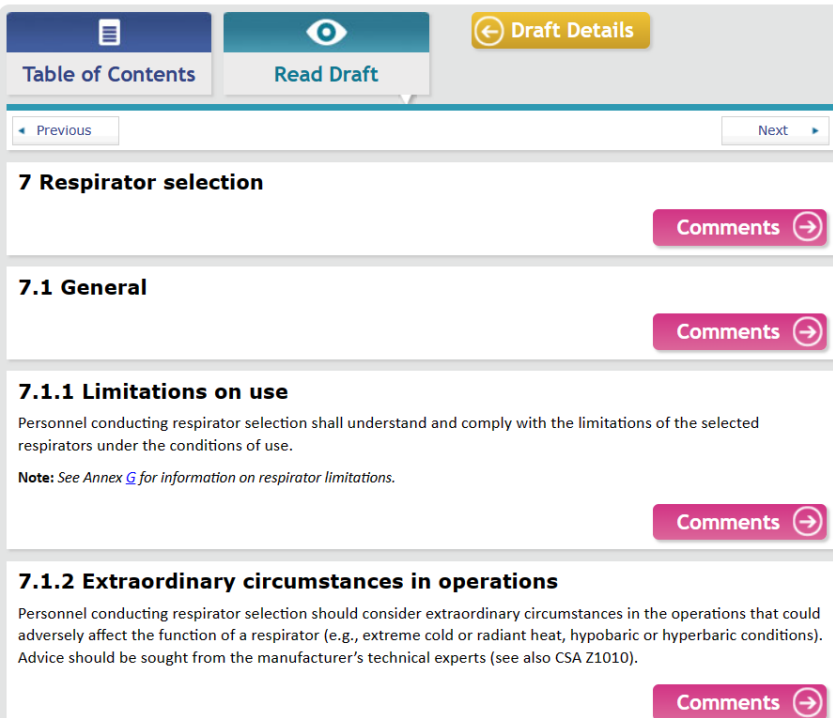 Table of Contents
Read Draft
Draft Details
Previous
Next
7 Respirator selection
Comments
7.1 General
Comments
7.1.1 Limitations on use
Personnel conducting respirator selection shall understand and comply with the limitations of the selected
respirators under the conditions of use.
Note: See Annex G for information on respirator limitations.
Comments
7.1.2 Extraordinary circumstances in operations
Personnel conducting respirator selection should consider extraordinary circumstances in the operations that could
adversely affect the function of a respirator (e.g., extreme cold or radiant heat, hypobaric or hyperbaric conditions).
Advice should be sought from the manufacturer’s technical experts (see also CSA Z1010).
Comments